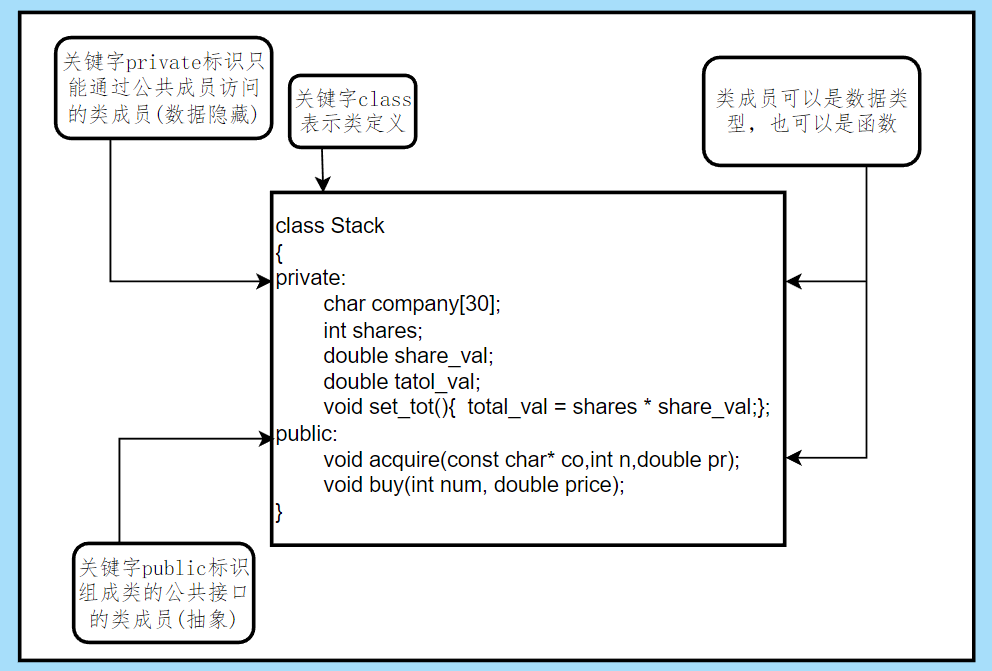 关键字private标识只
能通过公共成员访问
的类成员(数据隐藏)
关键字class
表示类定义
类成员可以是数据类
型，也可以是函数
class Stack
{
private:
char company[30];
int shares;
double share_val;
double tatol_val;
void set_tot(){  total_val = shares * share_val;};
public:
void acquire(const char* co,int n,double pr);
void buy(int num, double price);
}
关键字public标识
组成类的公共接口
的类成员(抽象)